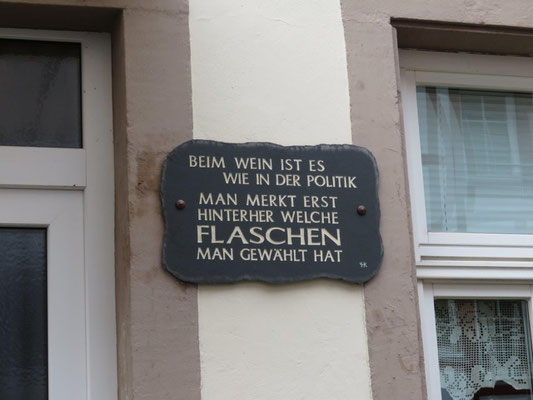 BEIM WEIN IST ES
WIE IN DER POLITIK
MAN MERKT ERST
HINTERHER WELCHE
FLASCHEN
MAN GEWÄHLT HAT